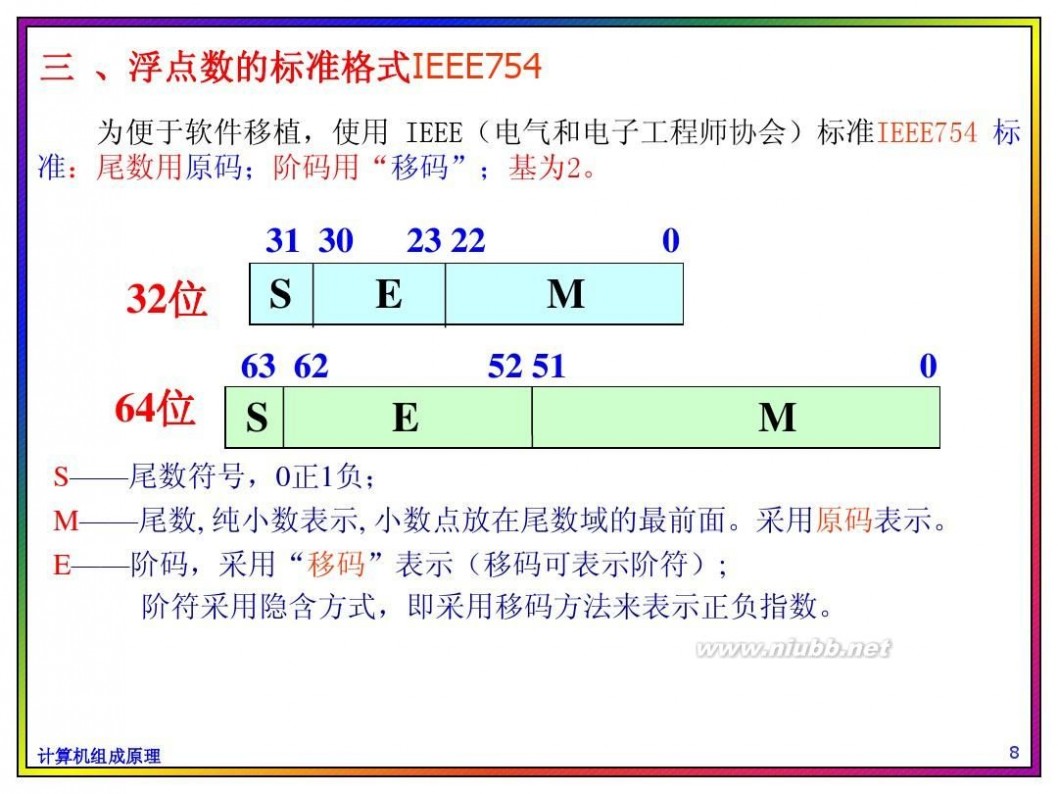 三 、浮点数的标准格式IEEE754
为便于软件移植，使用 IEEE（电气和电子工程师协会）标准IEEE754 标
准：尾数用原码；阶码用“移码”；基为2。
31 30 23 22 0
32位 S E M
63 62 52 51 0
64位 S E M
S——尾数符号，0正1负；
M——尾数, 纯小数表示, 小数点放在尾数域的最前面。采用原码表示。
E——阶码，采用“移码”表示（移码可表示阶符）;
阶符采用隐含方式，即采用移码方法来表示正负指数。
www.niubb.net
计算机组成原理 8